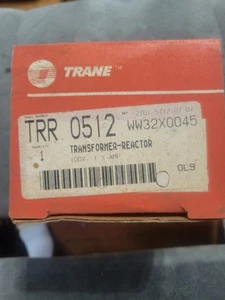 TRANE
TRR 0512 WW32X0045
1 TRANSFORMER-REACTOR
OL9